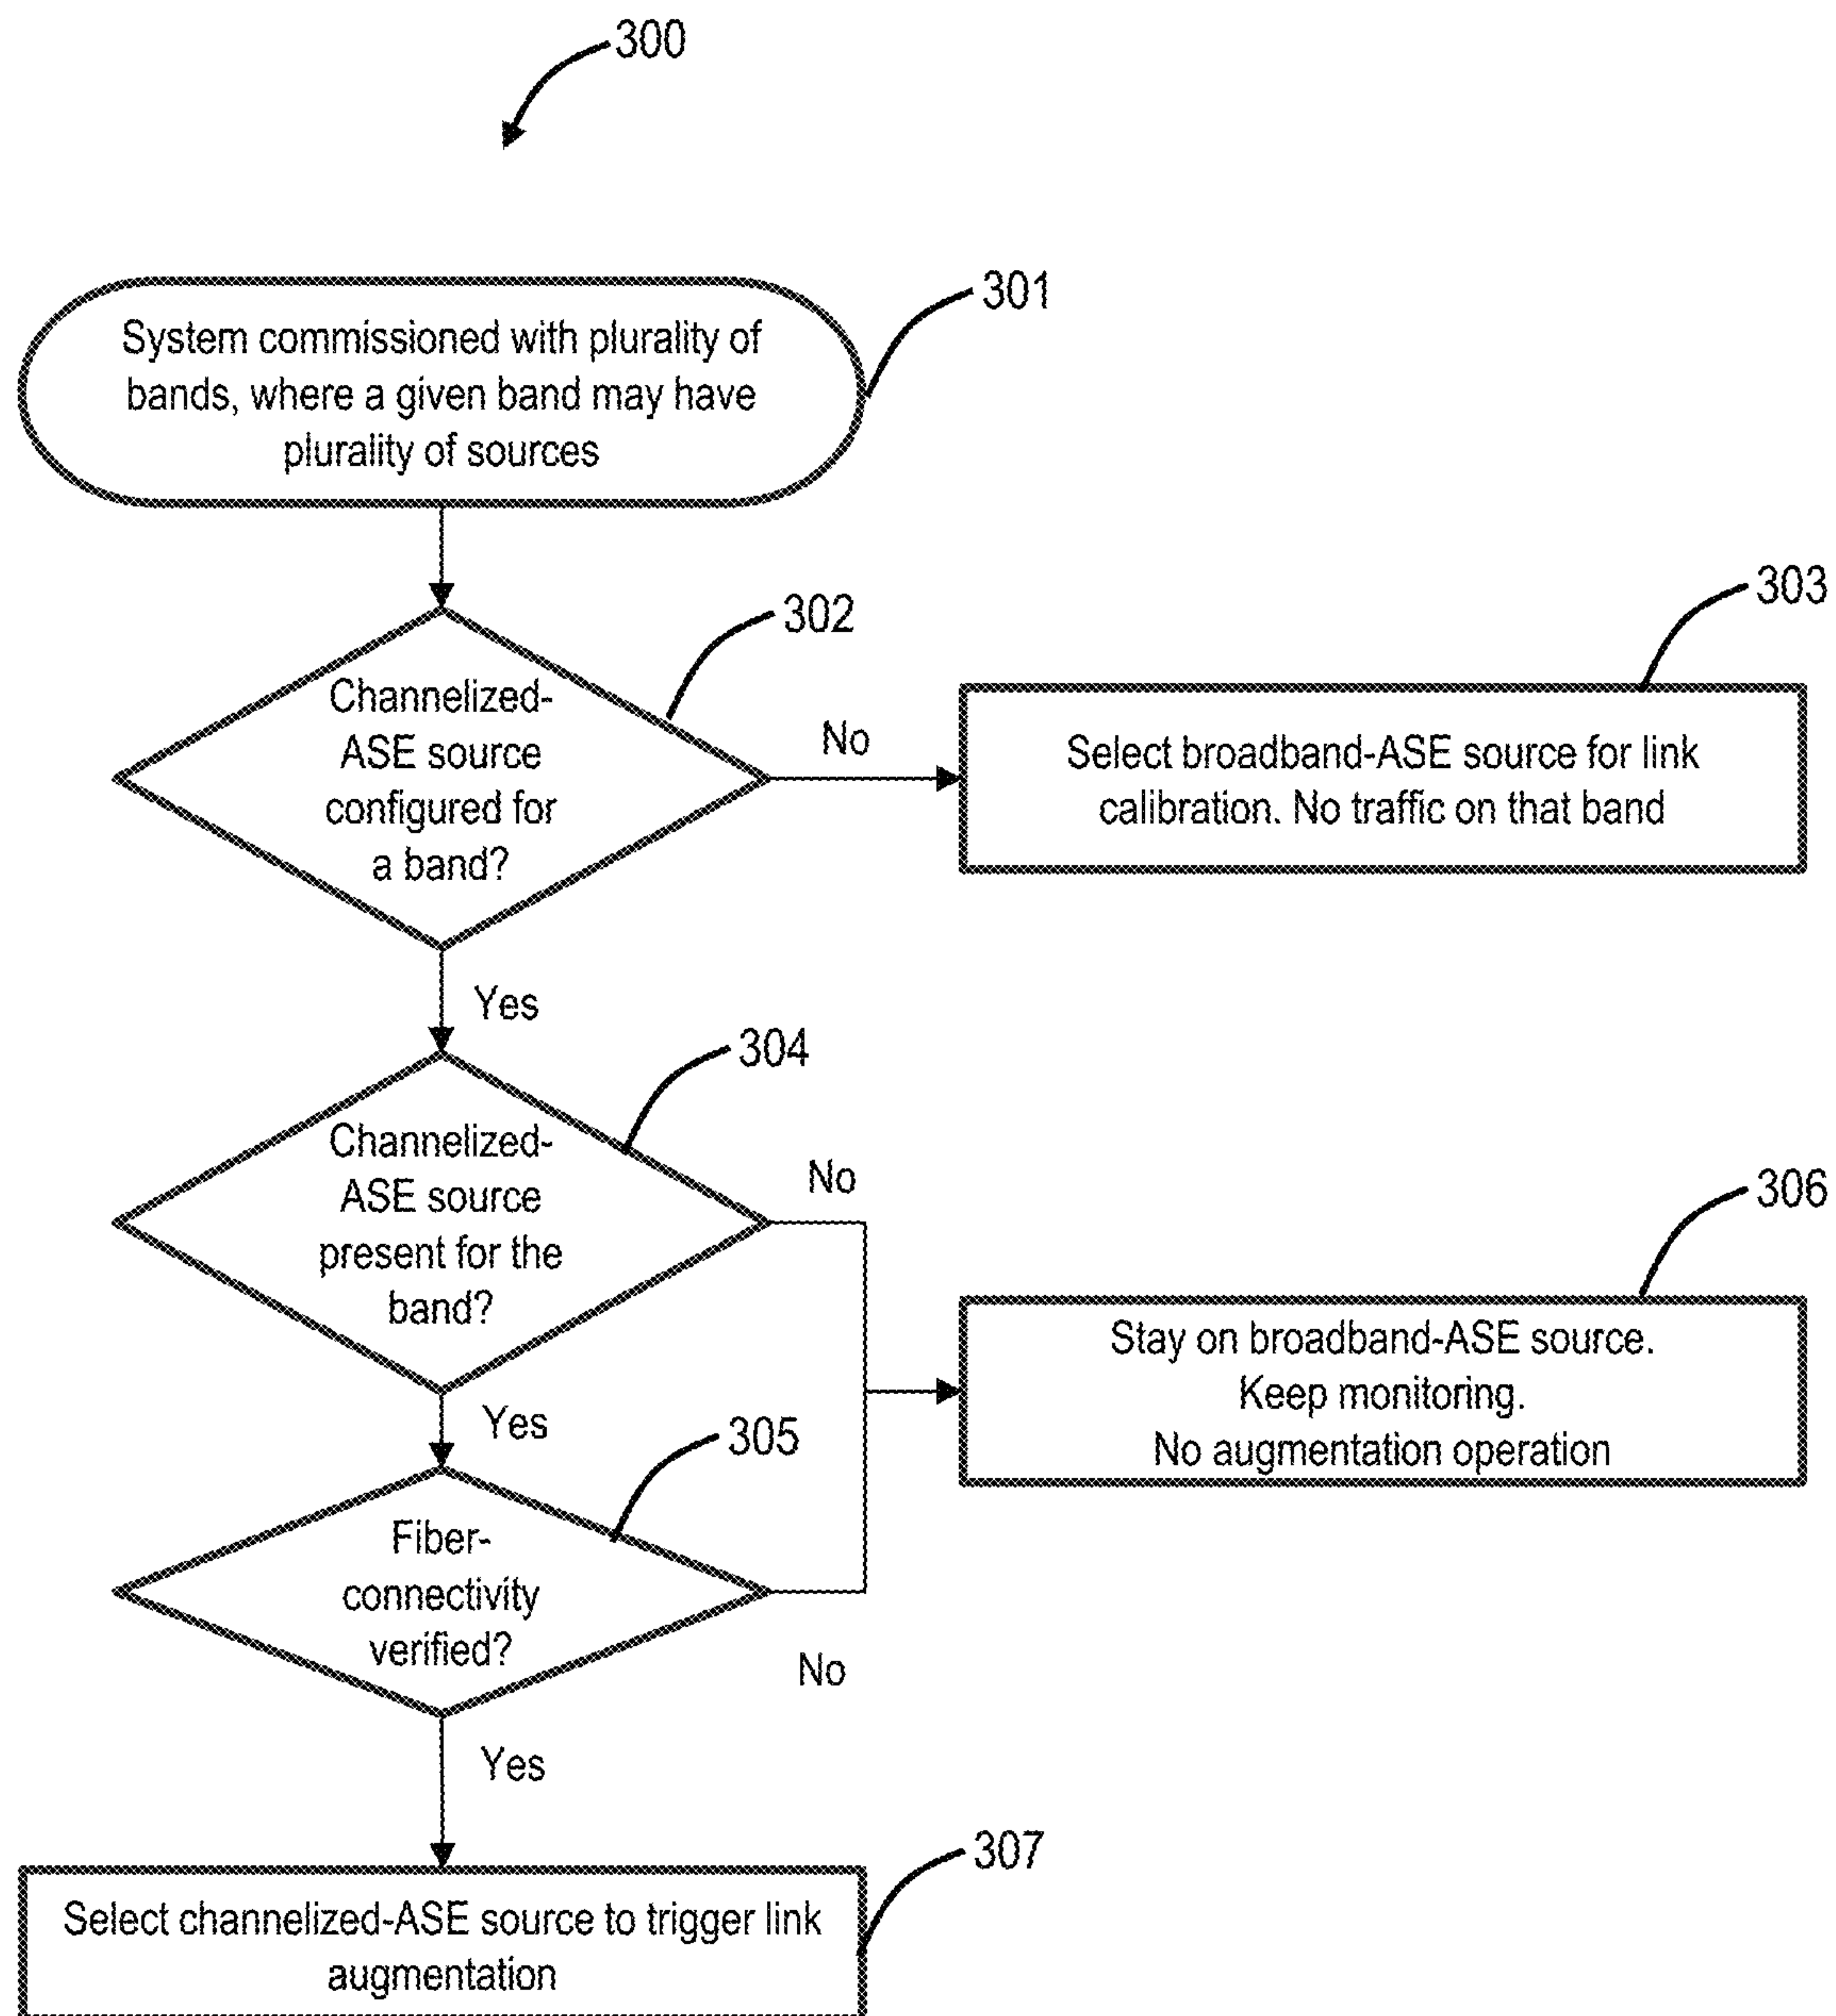 300
301
System commissioned with plurality of
bands, where a given band may have
plurality of sources
302
Channelized-
ASE source
configured for
a band?
No
303
Select broadband-ASE source for link
calibration. No traffic on that band
Yes
304
Channelized-
ASE source
present for the
band?
No
306
Stay on broadband-ASE source.
Keep monitoring.
No augmentation operation
Yes
305
Fiber-
connectivity
verified?
No
Yes
307
Select channelized-ASE source to trigger link
augmentation